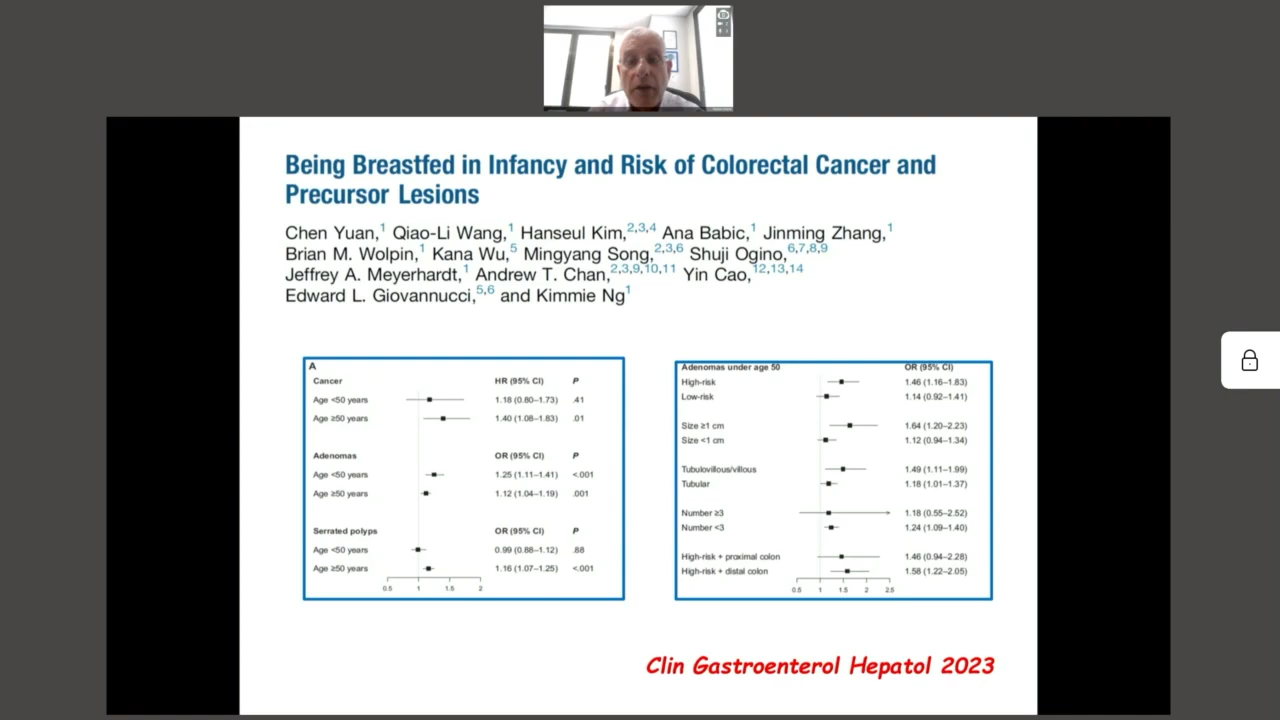 Being Breastfed in Infancy and Risk of Colorectal Cancer and
Precursor Lesions
Chen Yuan,1 Qiao-Li Wang,1 Hanseul Kim,2,3,4 Ana Babic,1 Jinming Zhang,1
Brian M. Wolpin,1 Kana Wu,5 Mingyang Song,2,3,6 Shuji Ogino,6,7,8,9
Jeffrey A. Meyerhardt,1 Andrew T. Chan,2,3,9,10,11 Yin Cao,12,13,14
Edward L. Giovannucci,5,6 and Kimmie Ng1
A
Cancer HR (95% CI) P
Age <50 years 1.18 (0.80–1.73) .41
Age ≥50 years 1.40 (1.08–1.83) .01
Adenomas OR (95% CI) P
Age <50 years 1.25 (1.11–1.41) <.001
Age ≥50 years 1.12 (1.04–1.19) .001
Serrated polyps OR (95% CI) P
Age <50 years 0.99 (0.88–1.12) .88
Age ≥50 years 1.16 (1.07–1.25) <.001
0.5 1 1.5 2
Adenomas under age 50 OR (95% CI)
High-risk 1.46 (1.16–1.83)
Low-risk 1.14 (0.92–1.41)
Size ≥1 cm 1.64 (1.20–2.23)
Size <1 cm 1.12 (0.94–1.34)
Tubulovillous/villous 1.49 (1.11–1.99)
Tubular 1.18 (1.01–1.37)
Number ≥3 1.18 (0.55–2.52)
Number <3 1.24 (1.09–1.40)
High-risk + proximal colon 1.46 (0.94–2.28)
High-risk + distal colon 1.58 (1.22–2.05)
0.5 1 1.5 2 2.5
Clin Gastroenterol Hepatol 2023